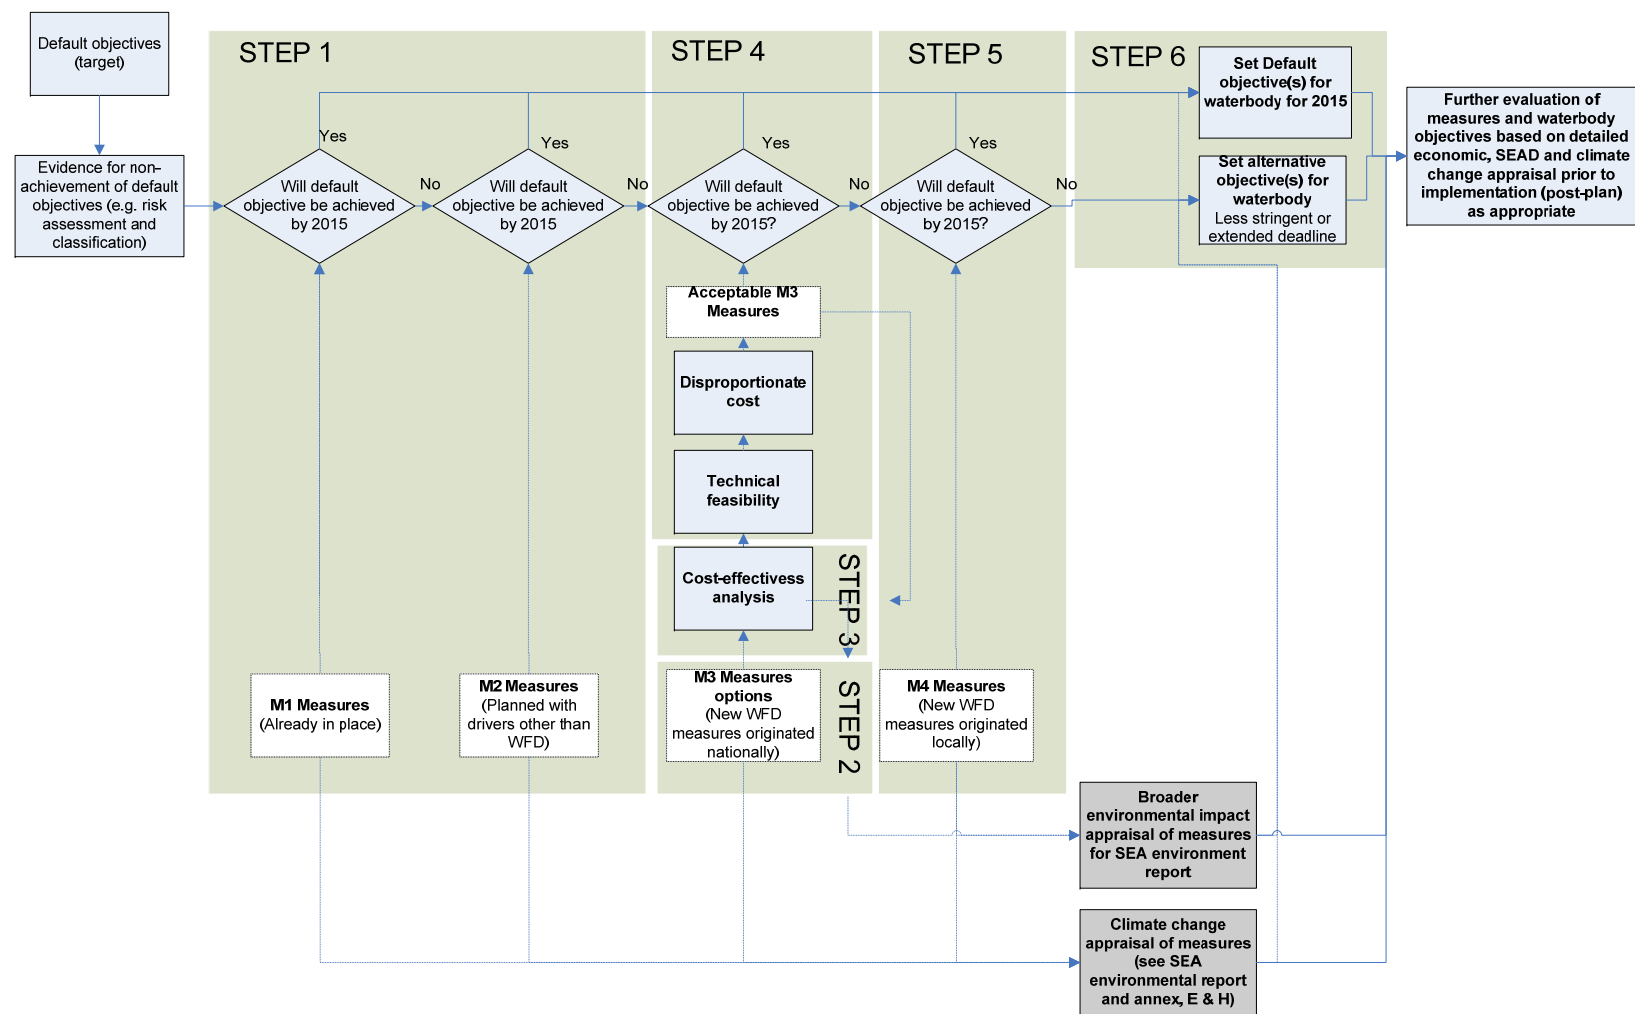 Default objectives
(target)
STEP 1
STEP 4
STEP 5
STEP 6
Set Default
objective(s) for
waterbody for 2015
Further evaluation of
measures and waterbody
objectives based on detailed
economic, SEAD and climate
change appraisal prior to
implementation (post-plan)
as appropriate
Evidence for non-
achievement of default
objectives (e.g. risk
assessment and
classification)
Yes
Will default
objective be achieved
by 2015
No
Yes
Will default
objective be achieved
by 2015
No
Yes
Will default
objective be achieved
by 2015?
No
Yes
Will default
objective be achieved
by 2015?
No
Set alternative
objective(s) for
waterbody
Less stringent or
extended deadline
Acceptable M3
Measures
Disproportionate
cost
Technical
feasibility
Cost-effectivess
analysis
STEP 3
M1 Measures
(Already in place)
M2 Measures
(Planned with
drivers other than
WFD)
M3 Measures
options
(New WFD
measures originated
nationally)
STEP 2
M4 Measures
(New WFD
measures originated
locally)
Broader
environmental impact
appraisal of measures
for SEA environment
report
Climate change
appraisal of measures
(see SEA
environmental report
and annex, E & H)